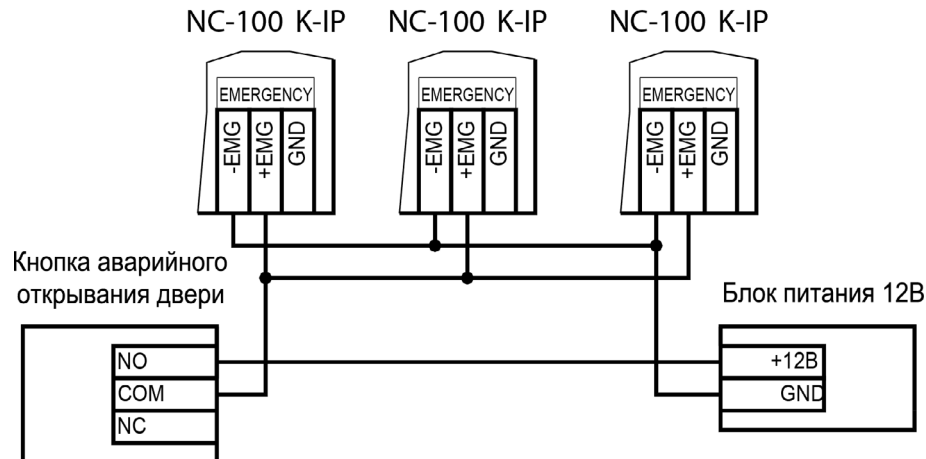 NC-100 K-IP NC-100 K-IP NC-100 K-IP
EMERGENCY EMERGENCY EMERGENCY
-EMG +EMG GND -EMG +EMG GND -EMG +EMG GND
Кнопка аварийного
открывания двери
Блок питания 12В
NO
COM
NC
+12В
GND